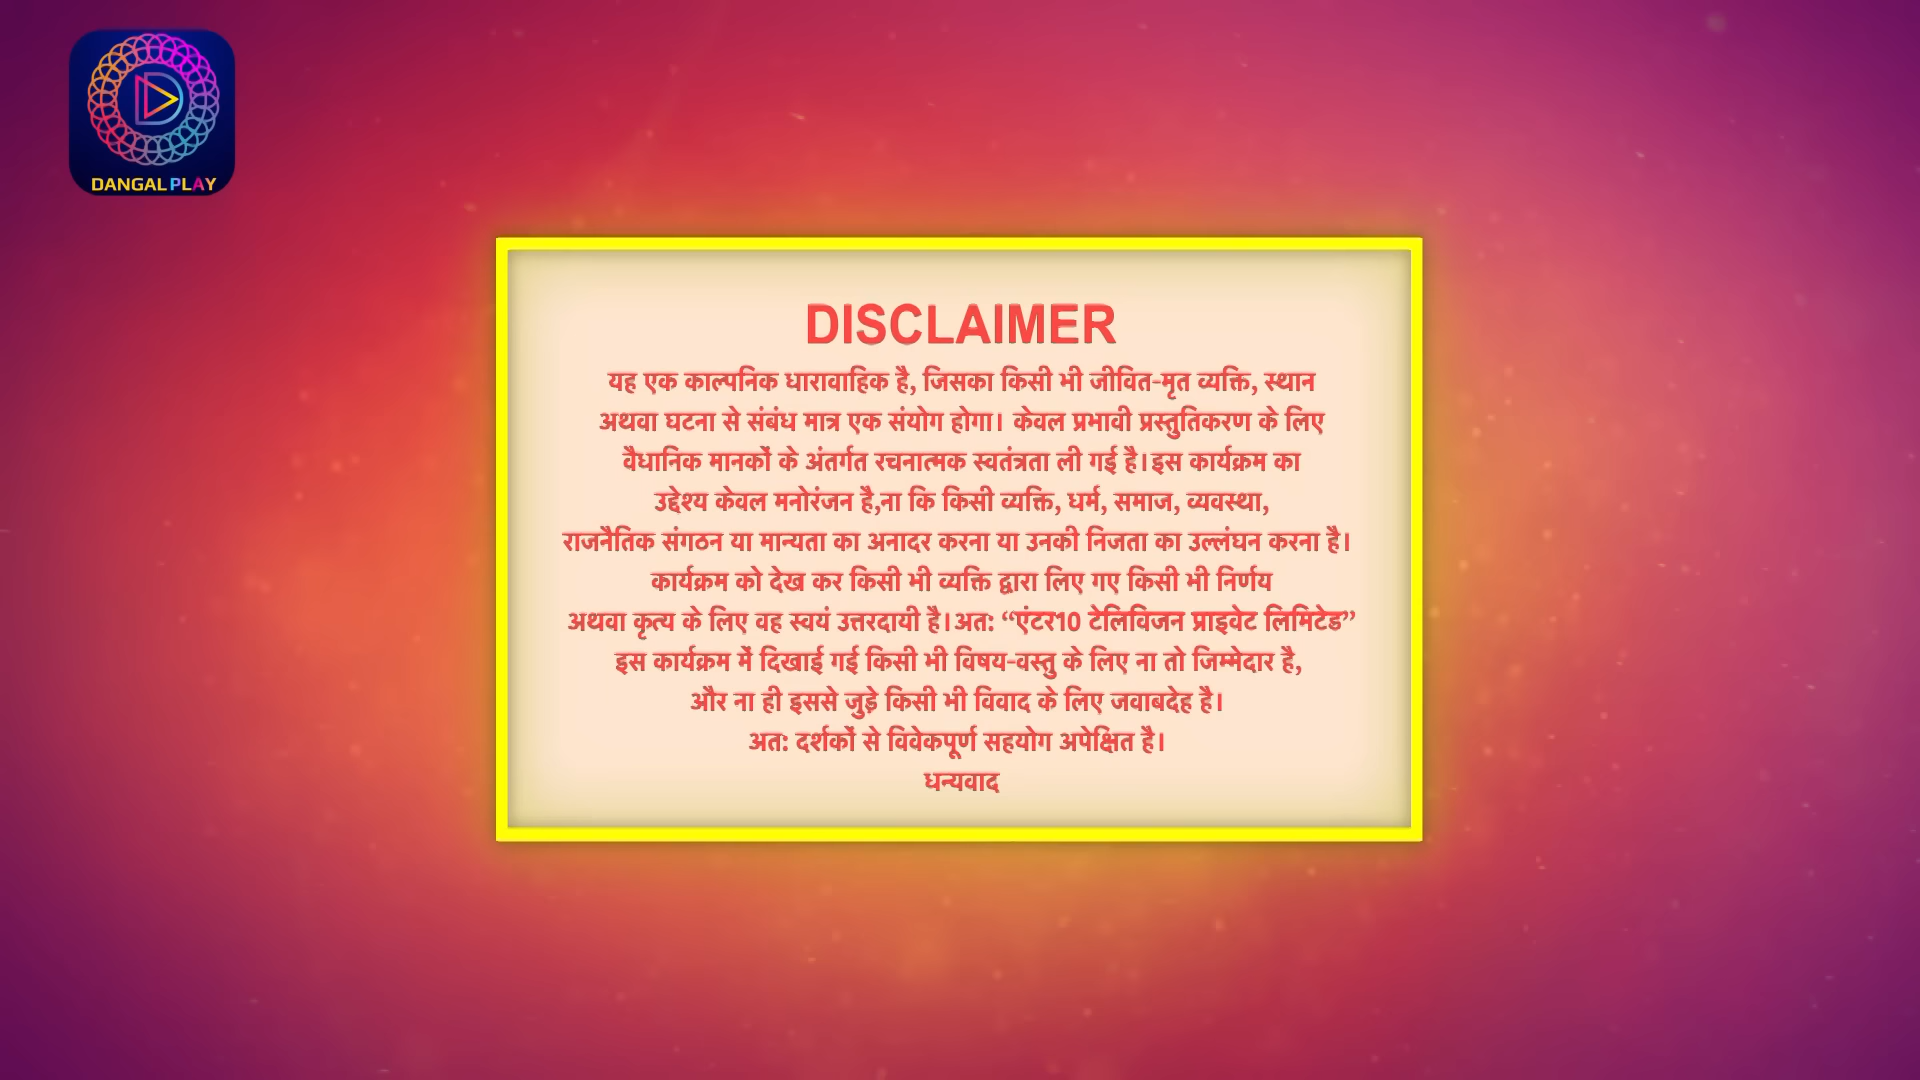 DANGAL PLAY
DISCLAIMER
यह एक काल्पनिक धारावाहिक है, जिसका किसी भी जीवित-मृत व्यक्ति, स्थान
अथवा घटना से संबंध मात्र एक संयोग होगा। केवल प्रभावी प्रस्तुतिकरण के लिए
वैधानिक मानकों के अंतर्गत रचनात्मक स्वतंत्रता ली गई है।इस कार्यक्रम का
उद्देश्य केवल मनोरंजन है,ना कि किसी व्यक्ति, धर्म, समाज, व्यवस्था,
राजनैतिक संगठन या मान्यता का अनादर करना या उनकी निजता का उल्लंघन करना है।
कार्यक्रम को देख कर किसी भी व्यक्ति द्वारा लिए गए किसी भी निर्णय
अथवा कृत्य के लिए वह स्वयं उत्तरदायी है।अत: “एंटर10 टेलिविजन प्राइवेट लिमिटेड”
इस कार्यक्रम में दिखाई गई किसी भी विषय-वस्तु के लिए ना तो जिम्मेदार है,
और ना ही इससे जुड़े किसी भी विवाद के लिए जवाबदेह है।
अत: दर्शकों से विवेकपूर्ण सहयोग अपेक्षित है।
धन्यवाद